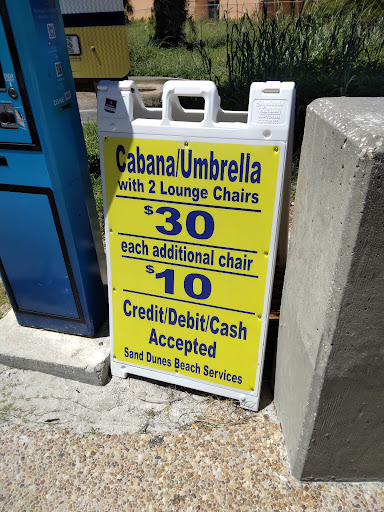 Cabana/Umbrella
with 2 Lounge Chairs
$30
each additional chair
$10
Credit/Debit/Cash
Accepted
Sand Dunes Beach Services